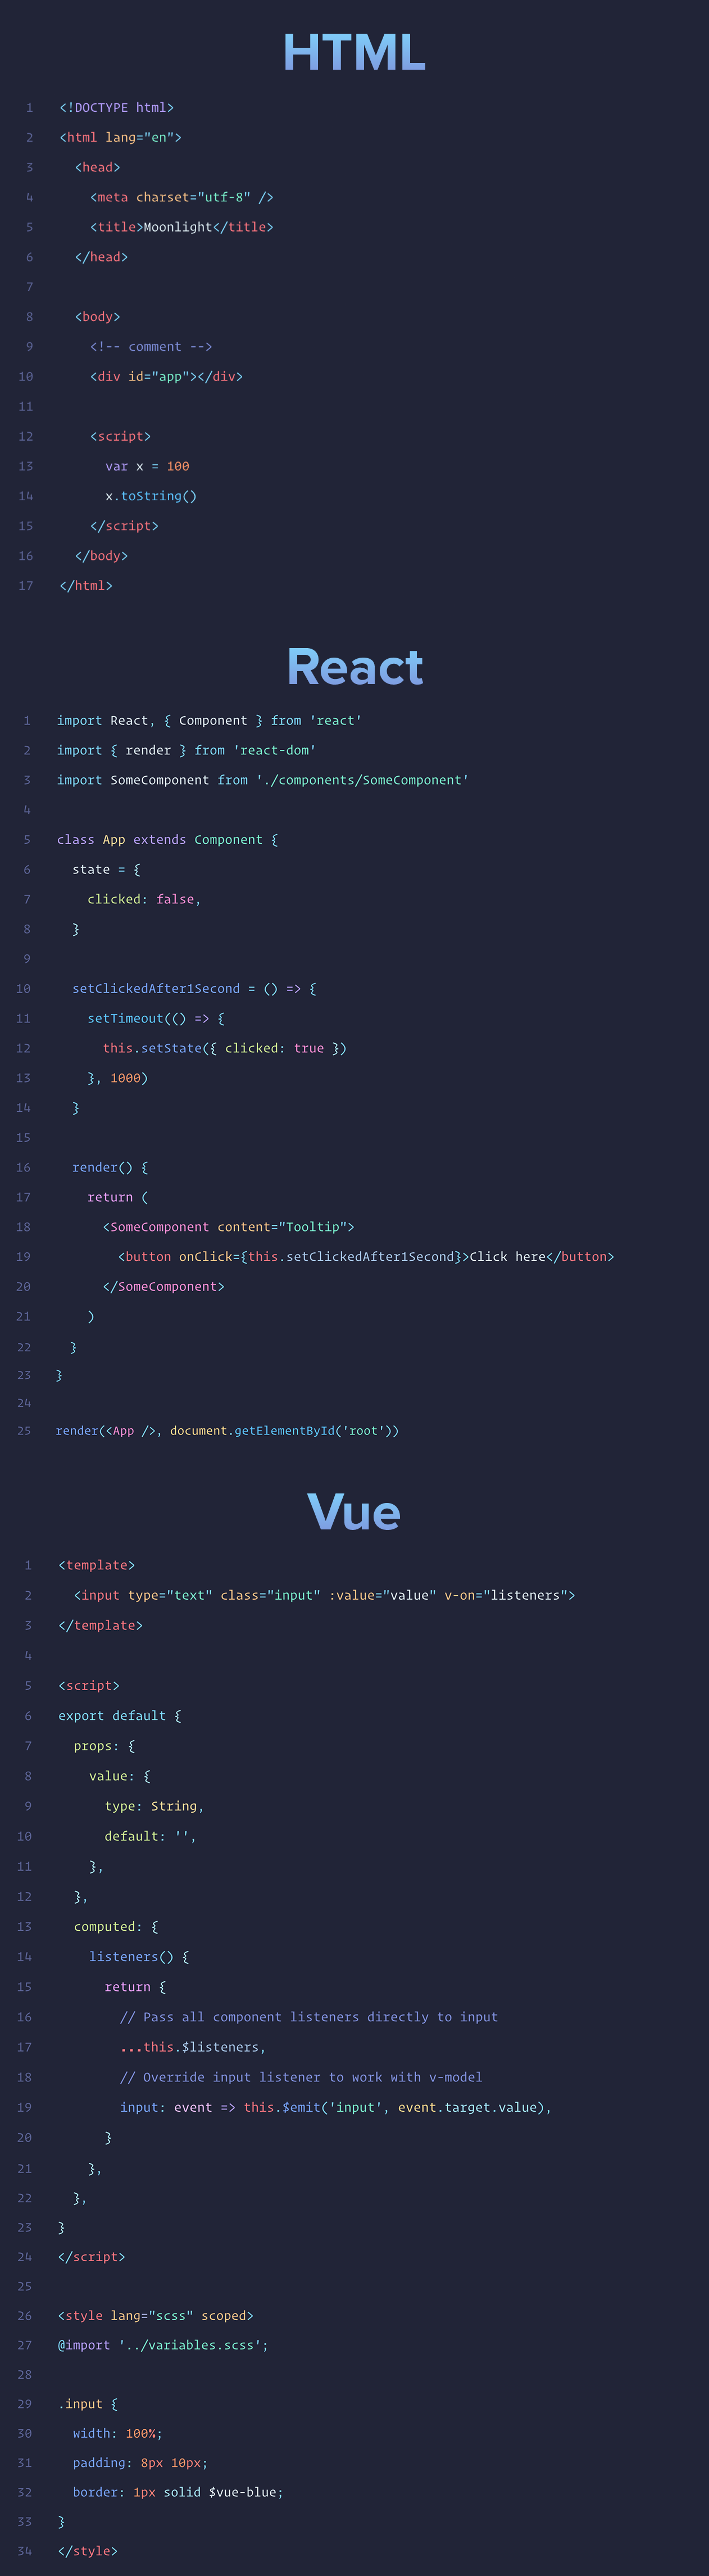 HTML
1 <!DOCTYPE html>
2 <html lang="en">
3   <head>
4     <meta charset="utf-8" />
5     <title>Moonlight</title>
6   </head>
7
8   <body>
9     <!-- comment -->
10     <div id="app"></div>
11
12     <script>
13       var x = 100
14       x.toString()
15     </script>
16   </body>
17 </html>
React
1 import React, { Component } from 'react'
2 import { render } from 'react-dom'
3 import SomeComponent from './components/SomeComponent'
4
5 class App extends Component {
6   state = {
7     clicked: false,
8   }
9
10   setClickedAfter1Second = () => {
11     setTimeout(() => {
12       this.setState({ clicked: true })
13     }, 1000)
14   }
15
16   render() {
17     return (
18       <SomeComponent content="Tooltip">
19         <button onClick={this.setClickedAfter1Second}>Click here</button>
20       </SomeComponent>
21     )
22   }
23 }
24
25 render(<App />, document.getElementById('root'))
Vue
1 <template>
2   <input type="text" class="input" :value="value" v-on="listeners">
3 </template>
4
5 <script>
6 export default {
7   props: {
8     value: {
9       type: String,
10       default: '',
11     },
12   },
13   computed: {
14     listeners() {
15       return {
16         // Pass all component listeners directly to input
17         ...this.$listeners,
18         // Override input listener to work with v-model
19         input: event => this.$emit('input', event.target.value),
20       }
21     },
22   },
23 }
24 </script>
25
26 <style lang="scss" scoped>
27 @import '../variables.scss';
28
29 .input {
30   width: 100%;
31   padding: 8px 10px;
32   border: 1px solid $vue-blue;
33 }
34 </style>